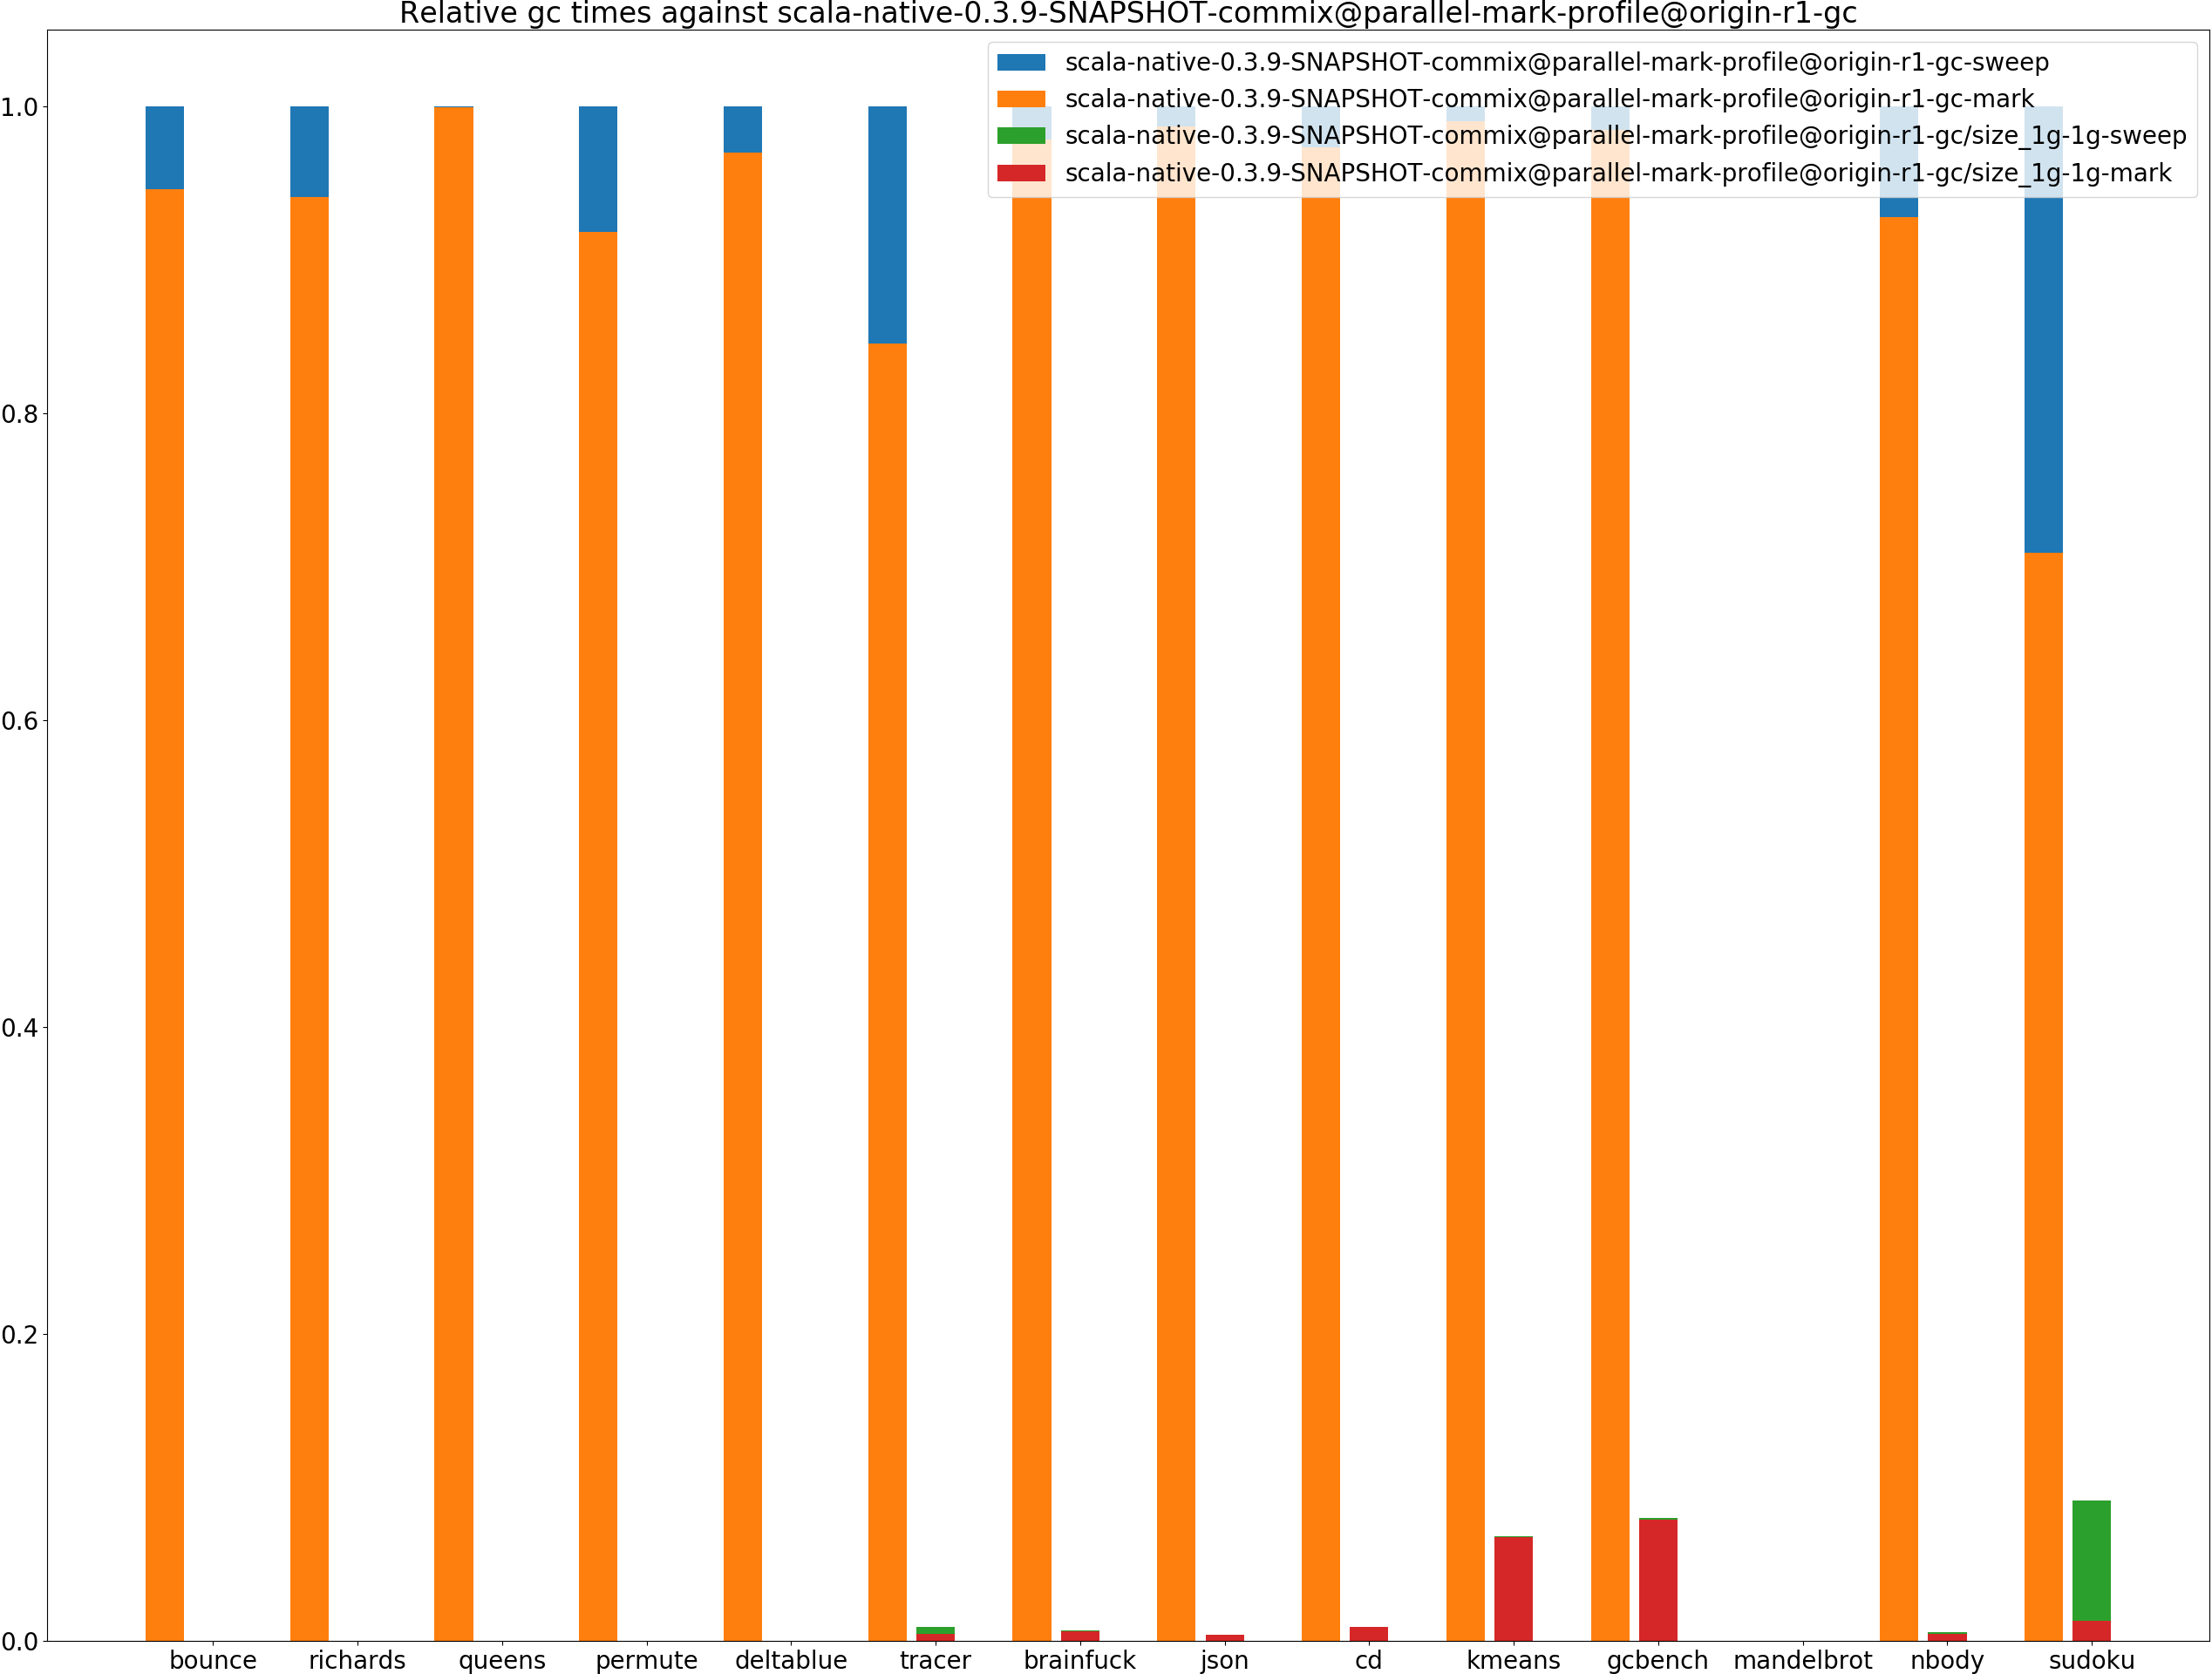 Relative gc times against scala-native-0.3.9-SNAPSHOT-commix@parallel-mark-profile@origin-r1-gc
scala-native-0.3.9-SNAPSHOT-commix@parallel-mark-profile@origin-r1-gc-sweep
scala-native-0.3.9-SNAPSHOT-commix@parallel-mark-profile@origin-r1-gc-mark
scala-native-0.3.9-SNAPSHOT-commix@parallel-mark-profile@origin-r1-gc/size_1g-1g-sweep
scala-native-0.3.9-SNAPSHOT-commix@parallel-mark-profile@origin-r1-gc/size_1g-1g-mark
1.0
0.8
0.6
0.4
0.2
0.0
bounce richards queens permute deltablue tracer brainfuck json cd kmeans gcbench mandelbrot nbody sudoku